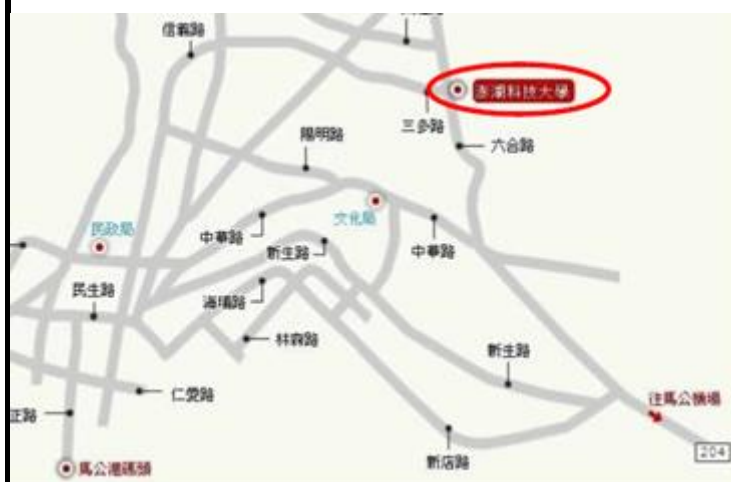 信義路
澎湖科技大學
三多路
六合路
陽明路
文化局
民政局
中華路
新生路
中華路
民生路
海埔路
林森路
新生路
仁愛路
往馬公機場
正路
204
新店路
馬公港碼頭